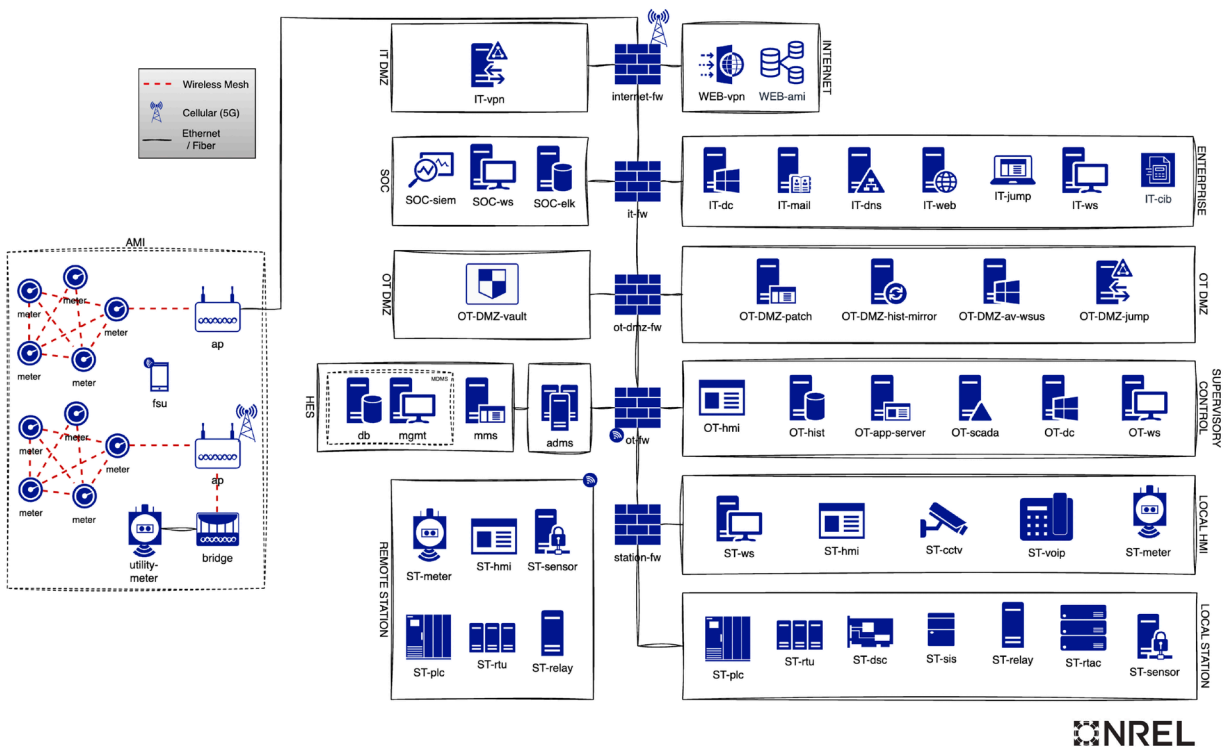 Wireless Mesh
Cellular (5G)
Ethernet
/ Fiber
IT DMZ
IT-vpn
internet-fw
WEB-vpn
WEB-ami
INTERNET
SOC
SOC-siem
SOC-ws
SOC-elk
it-fw
IT-dc
IT-mail
IT-dns
IT-web
IT-jump
IT-ws
IT-cib
ENTERPRISE
AMI
meter
meter
meter
meter
meter
ap
fsu
meter
meter
meter
meter
meter
ap
utility-
meter
bridge
OT DMZ
OT-DMZ-vault
ot-dmz-fw
OT-DMZ-patch
OT-DMZ-hist-mirror
OT-DMZ-av-wsus
OT-DMZ-jump
OT DMZ
HES
MDMS
db
mgmt
mms
adms
ot-fw
OT-hmi
OT-hist
OT-app-server
OT-scada
OT-dc
OT-ws
SUPERVISORY
CONTROL
REMOTE STATION
ST-meter
ST-hmi
ST-sensor
ST-plc
ST-rtu
ST-relay
station-fw
ST-ws
ST-hmi
ST-cctv
ST-voip
ST-meter
LOCAL HMI
ST-plc
ST-rtu
ST-dsc
ST-sis
ST-relay
ST-rtac
ST-sensor
LOCAL STATION
NREL